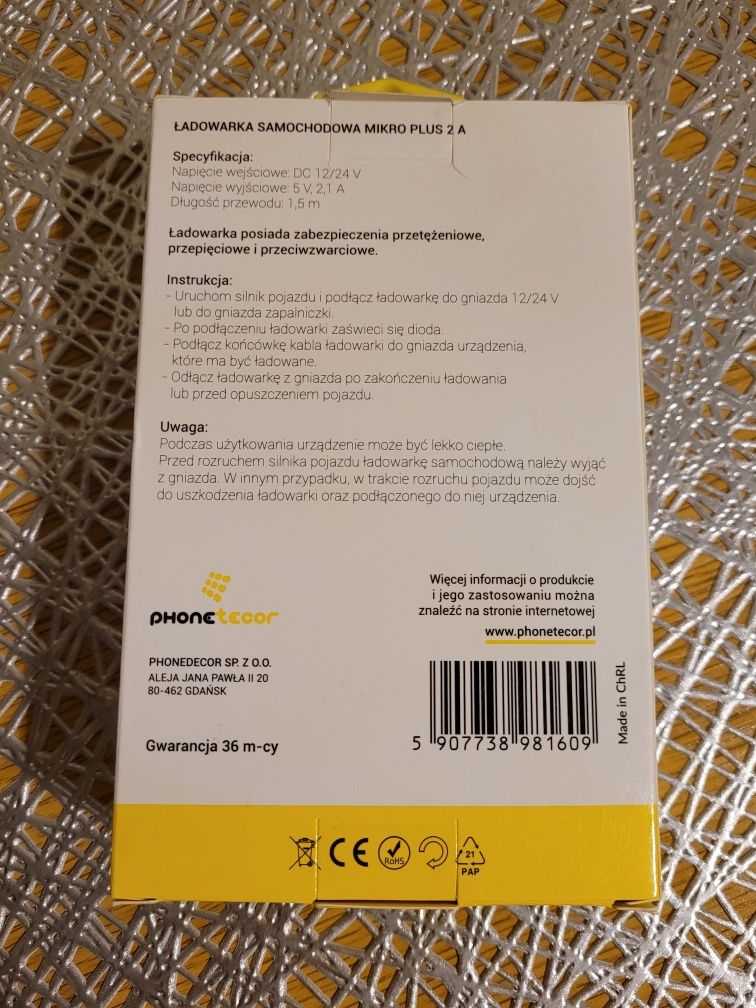 ŁADOWARKA SAMOCHODOWA MIKRO PLUS 2 A
Specyfikacja:
Napięcie wejściowe: DC 12/24 V
Napięcie wyjściowe: 5 V, 2,1 A
Długość przewodu: 1,5 m
Ładowarka posiada zabezpieczenia przetężeniowe,
przepięciowe i przeciwzwarciowe.
Instrukcja:
- Uruchom silnik pojazdu i podłącz ładowarkę do gniazda 12/24 V
lub do gniazda zapalniczki.
- Po podłączeniu ładowarki zaświeci się dioda.
- Podłącz końcówkę kabla ładowarki do gniazda urządzenia,
które ma być ładowane.
- Odłącz ładowarkę z gniazda po zakończeniu ładowania
lub przed opuszczeniem pojazdu.
Uwaga:
Podczas użytkowania urządzenie może być lekko ciepłe.
Przed rozruchem silnika pojazdu ładowarkę samochodową należy wyjąć
z gniazda. W innym przypadku, w trakcie rozruchu pojazdu może dojść
do uszkodzenia ładowarki oraz podłączonego do niej urządzenia.
PHONETECOR
PHONEDECOR SP. Z O.O.
ALEJA JANA PAWŁA II 20
80-462 GDAŃSK
Gwarancja 36 m-cy
Więcej informacji o produkcie
i jego zastosowaniu można
znaleźć na stronie internetowej
www.phonetecor.pl
5 907738 981609
Made in ChRL
CE
RoHS
21
PAP